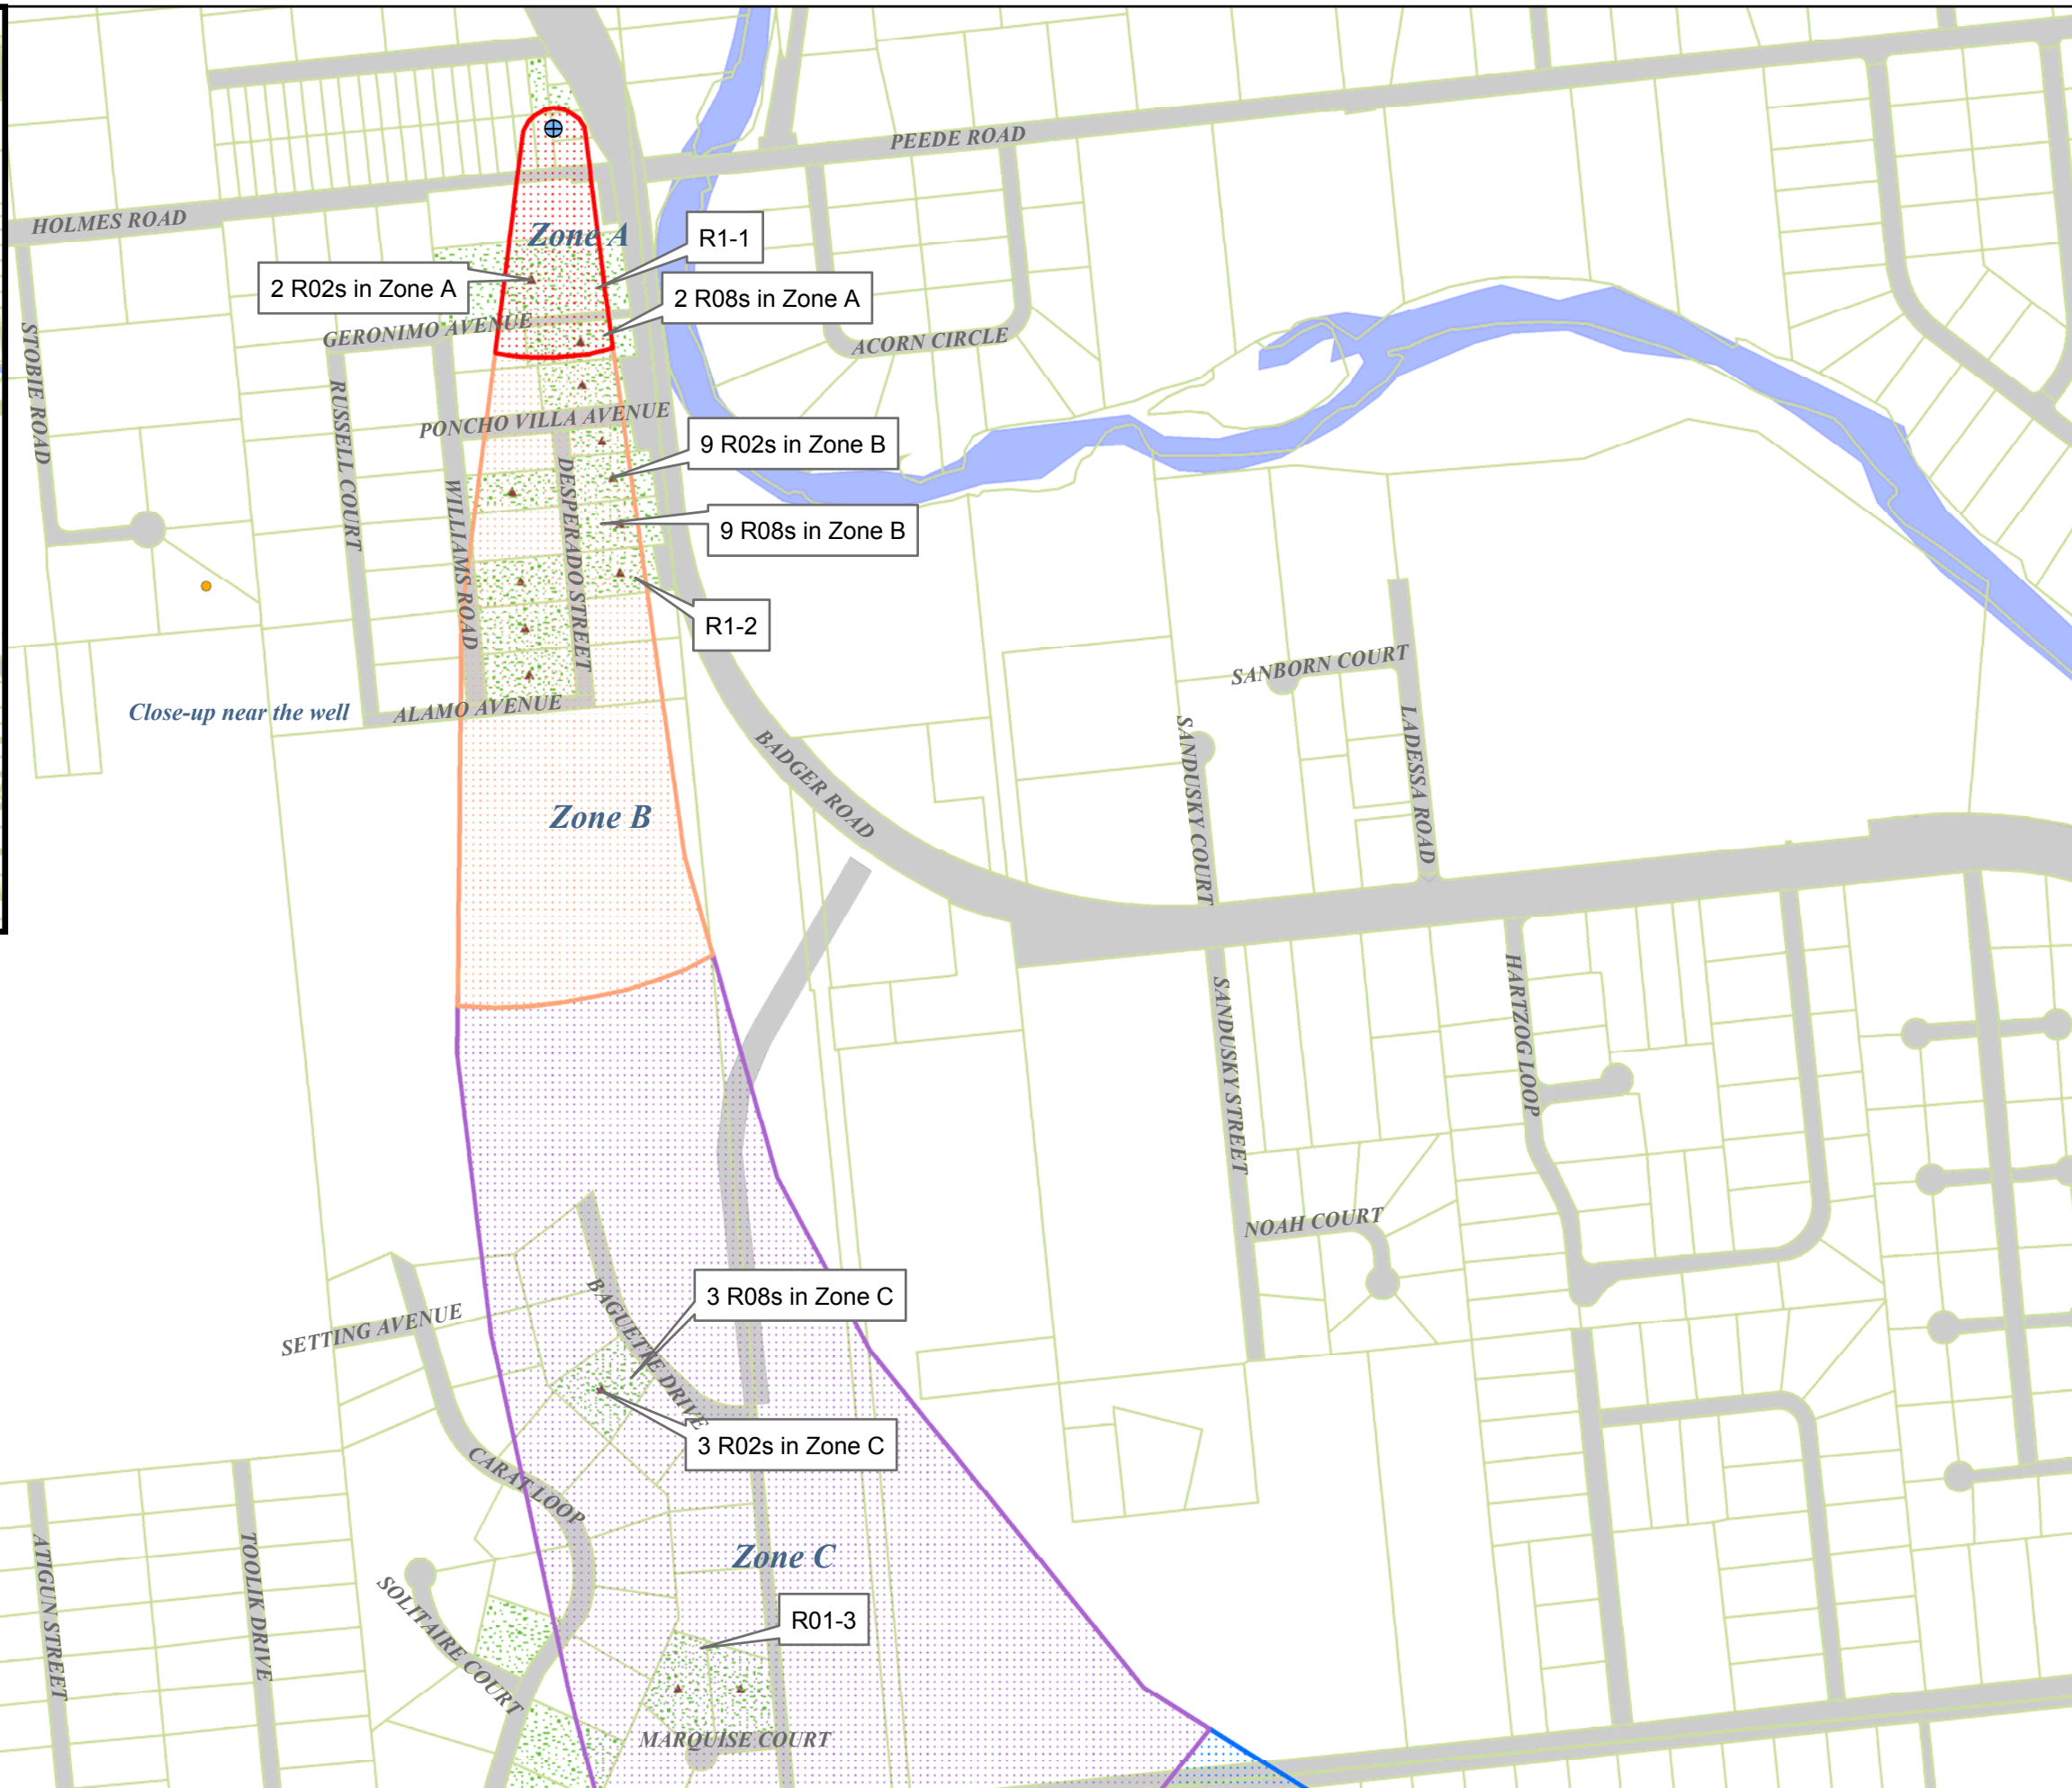 PEEDE ROAD
HOLMES ROAD
Zone A
R1-1
2 R02s in Zone A
2 R08s in Zone A
GERONIMO AVENUE
ACORN CIRCLE
STOBIE ROAD
RUSSELL COURT
PONCHO VILLA AVENUE
9 R02s in Zone B
WILLIAMS ROAD
DESPERADO STREET
9 R08s in Zone B
R1-2
SANBORN COURT
Close-up near the well
ALAMO AVENUE
BADGER ROAD
SANDUSKY COURT
LADESSA ROAD
Zone B
SANDUSKY STREET
HARTZOG LOOP
NOAH COURT
3 R08s in Zone C
SETTING AVENUE
BAGUETTE DRIVE
3 R02s in Zone C
CARAT LOOP
Zone C
ATIGUN STREET
TOOLIK DRIVE
SOLITAIRE COURT
R01-3
MARQUISE COURT